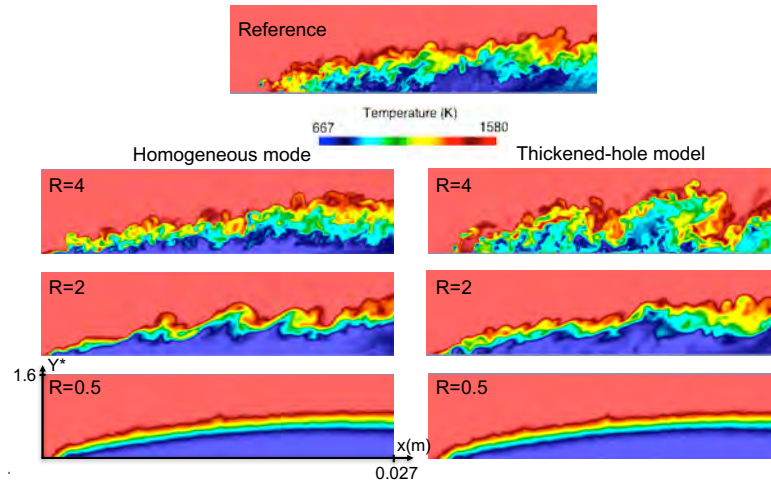 Reference
Temperature (K)
667 1580
Homogeneous mode Thickened-hole model
R=4 R=4
R=2 R=2
Y*
1.6
R=0.5 R=0.5
x(m)
0.027